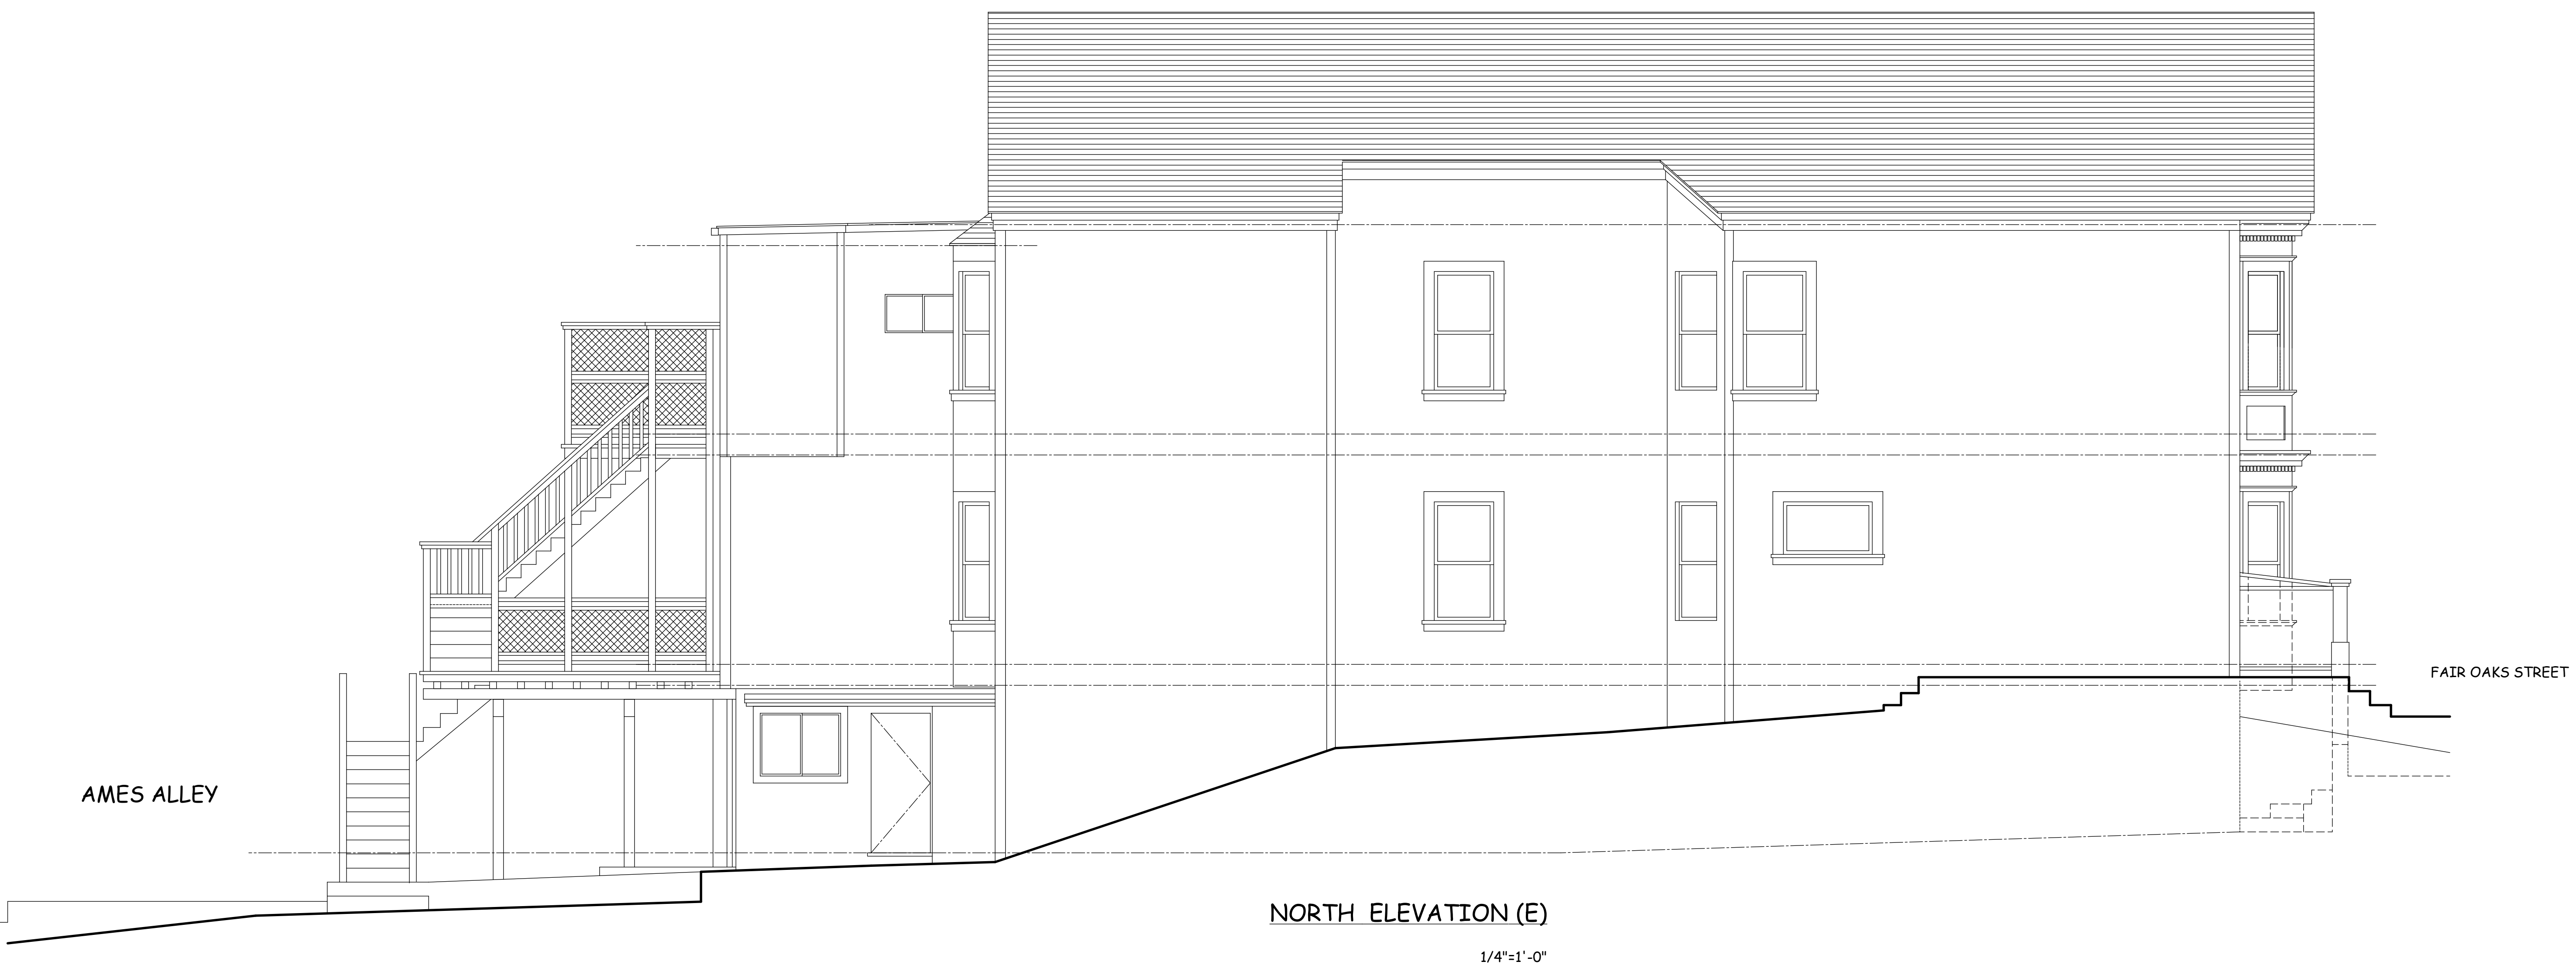 FAIR OAKS STREET
AMES ALLEY
NORTH ELEVATION (E)
1/4"=1'-0"